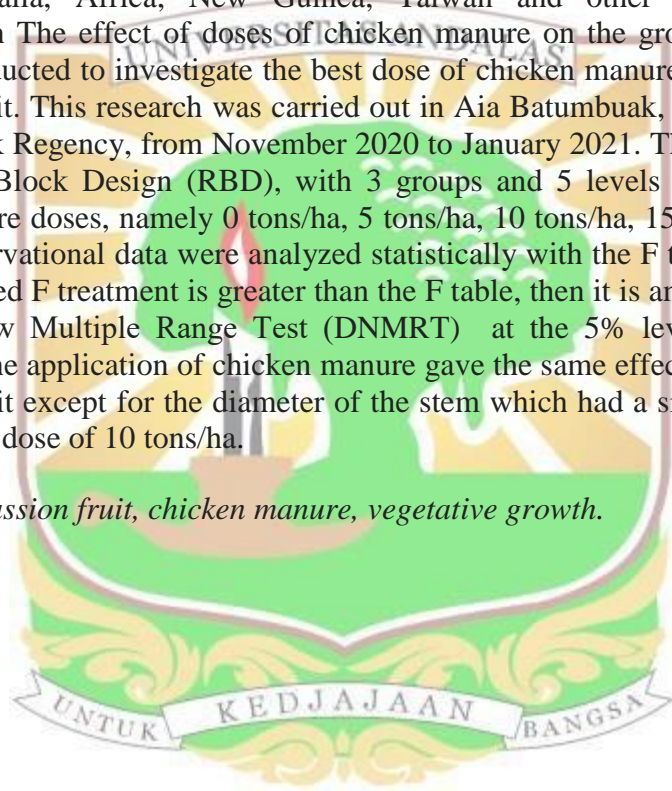 alia, Africa, New Guinea, Taiwan and other
n The effect of doses of chicken manure on the gro
ducted to investigate the best dose of chicken manure
it. This research was carried out in Aia Batumbuak,
k Regency, from November 2020 to January 2021. Th
Block Design (RBD), with 3 groups and 5 levels
re doses, namely 0 tons/ha, 5 tons/ha, 10 tons/ha, 15
rvational data were analyzed statistically with the F t
ed F treatment is greater than the F table, then it is an
w Multiple Range Test (DNMRT) at the 5% lev
ne application of chicken manure gave the same effec
it except for the diameter of the stem which had a s
dose of 10 tons/ha.
assion fruit, chicken manure, vegetative growth.
UNIVERSITAS ANDALAS
UNTUK KEDJAJAAN BANGSA